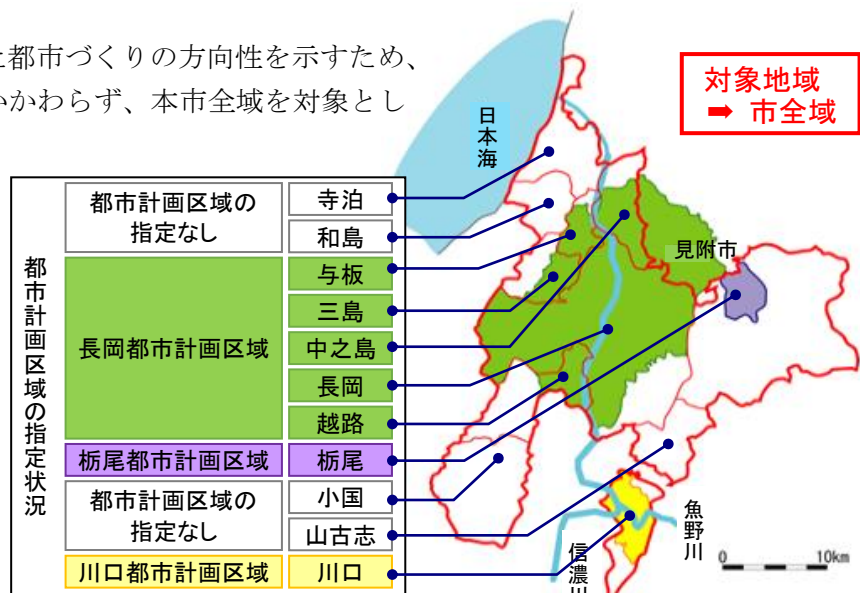 と都市づくりの方向性を示すため、
かかわらず、本市全域を対象とし
対象地域
➡ 市全域
日本海
見附市
都市計画区域の指定状況
都市計画区域の
指定なし
寺泊
和島
長岡都市計画区域
与板
三島
中之島
長岡
越路
栃尾都市計画区域
栃尾
都市計画区域の
指定なし
小国
山古志
川口都市計画区域
川口
魚野川
信濃川
0 10km